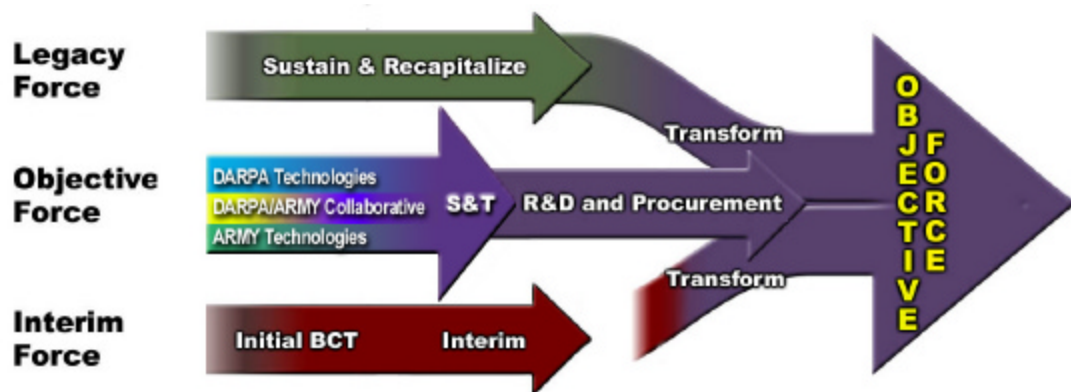 Legacy
Force
Sustain & Recapitalize
Transform
Objective
Force
DARPA Technologies
DARPA/ARMY Collaborative
ARMY Technologies
S&T
R&D and Procurement
Transform
Interim
Force
Initial BCT
Interim
OBJECTIVE
FORCE